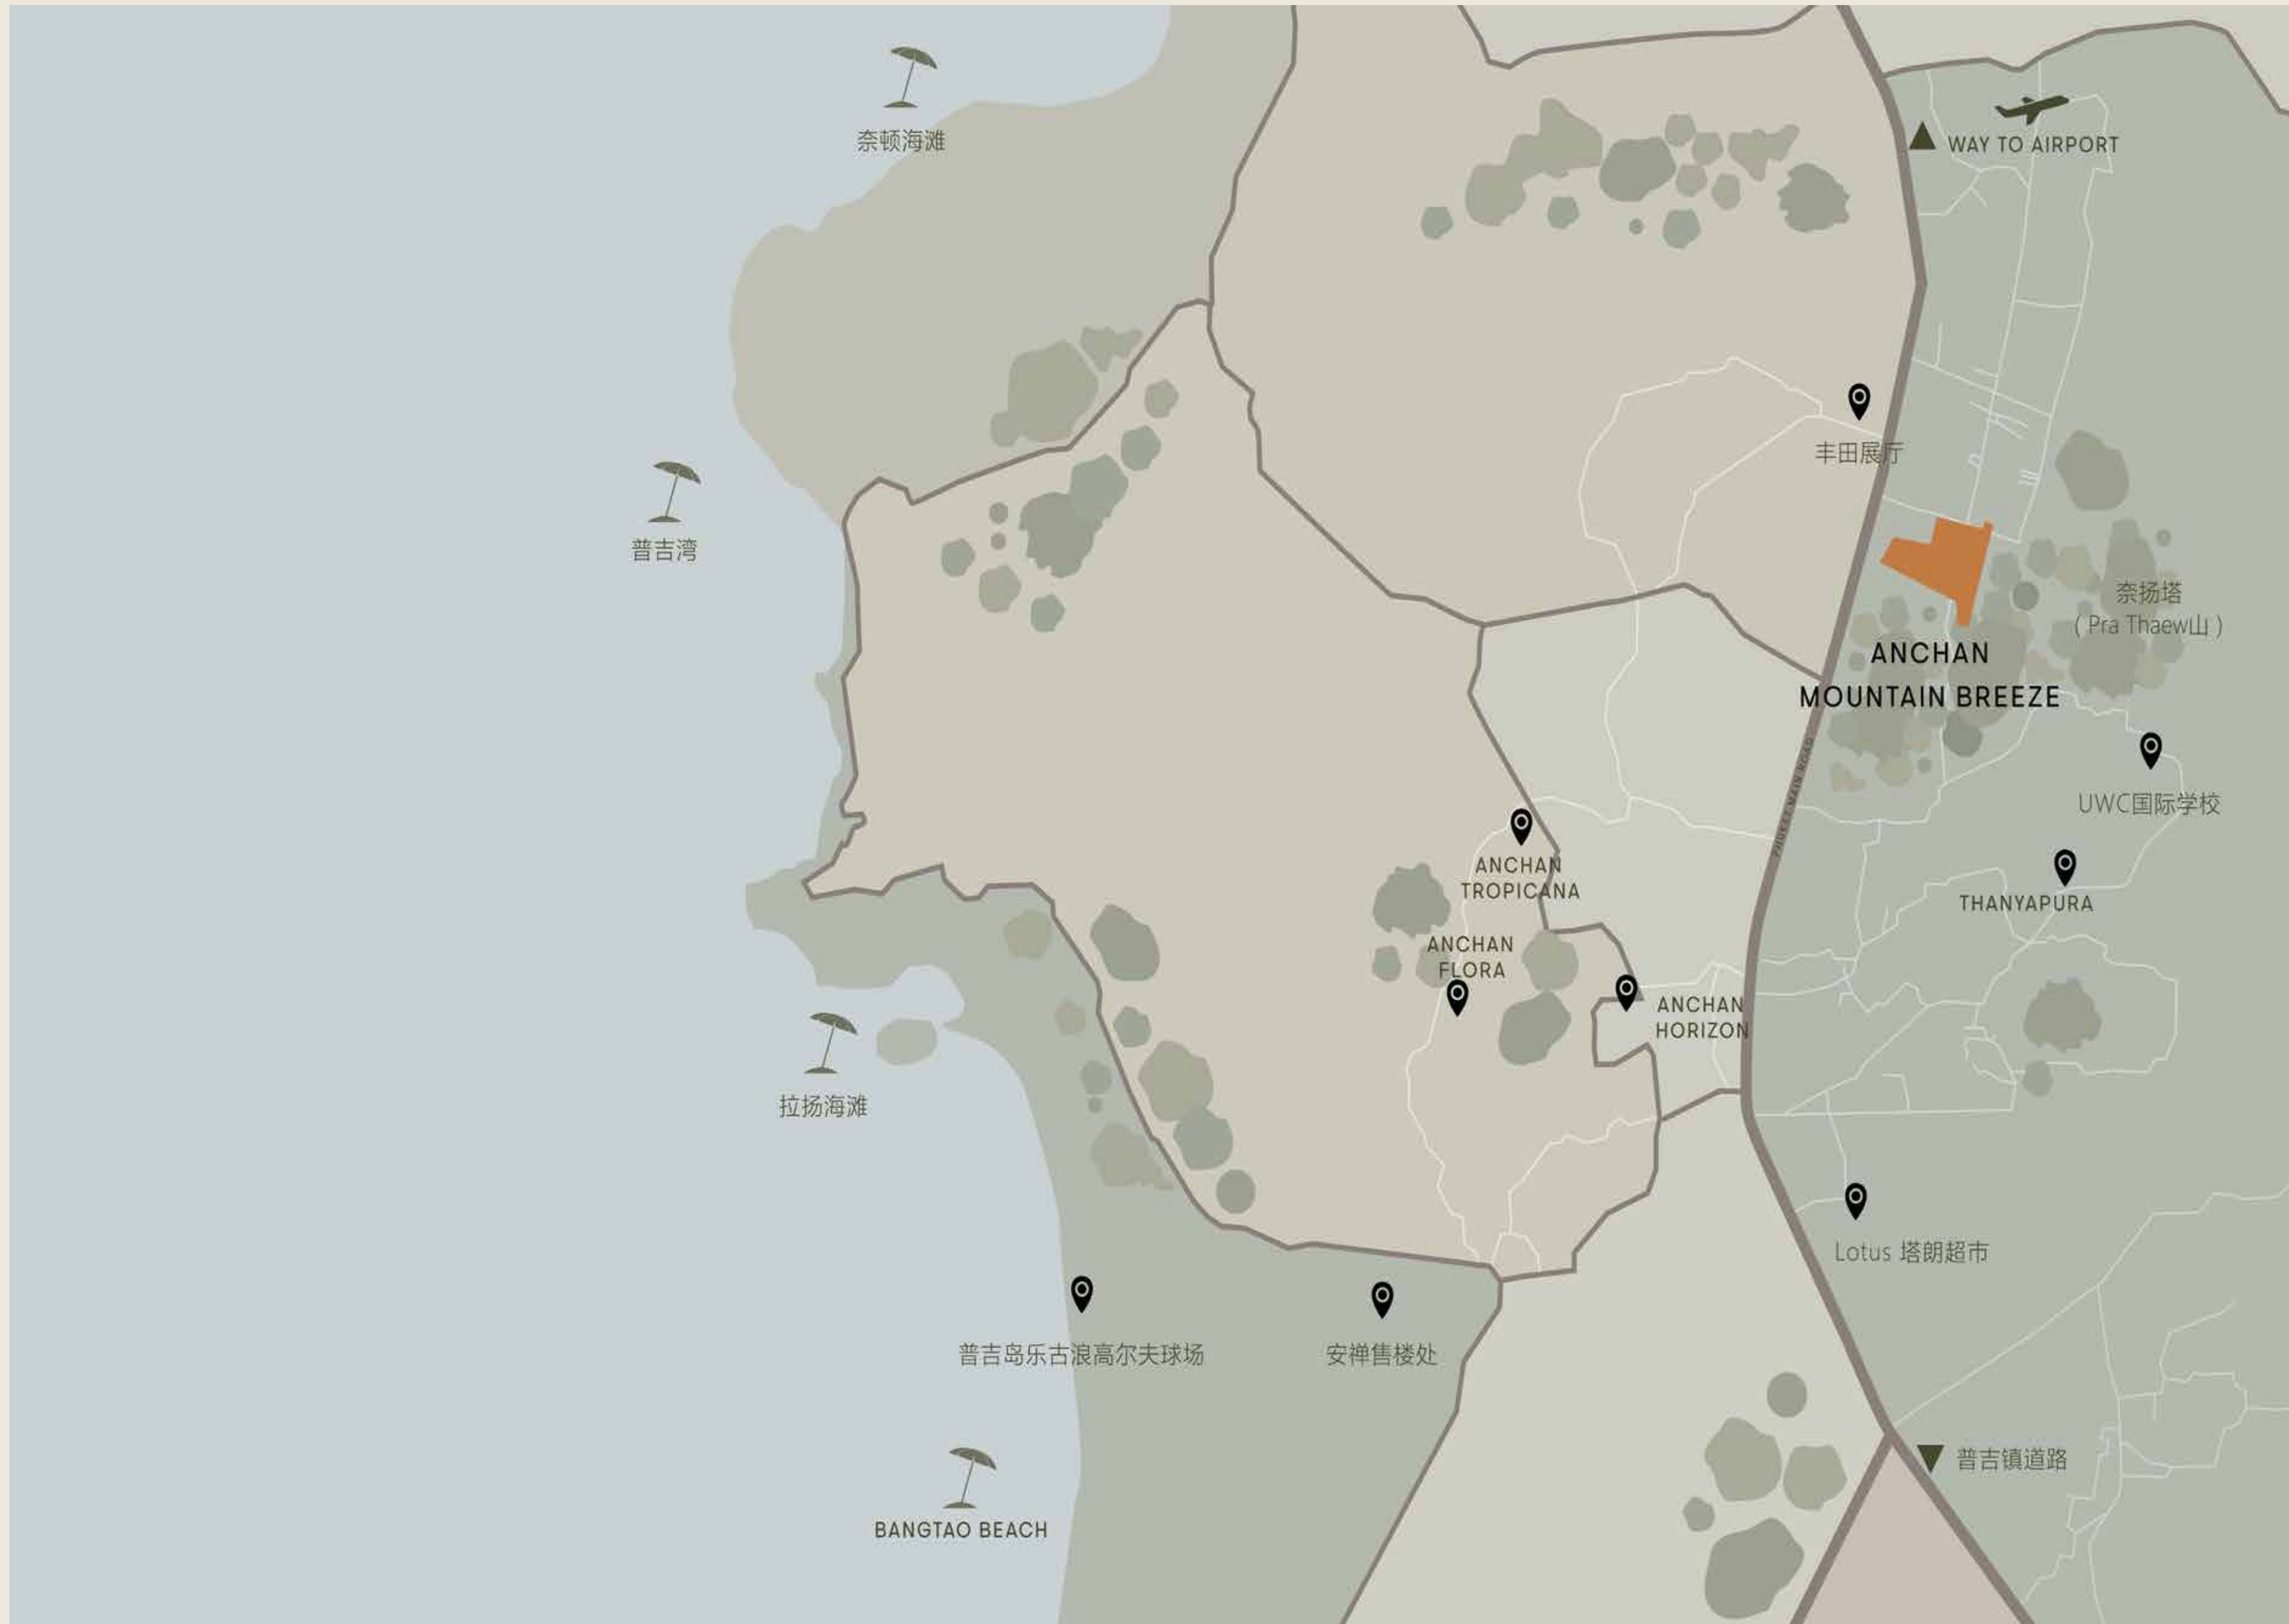 奈顿海滩
WAY TO AIRPORT
丰田展厅
普吉湾
奈扬塔
( Pra Thaew山 )
ANCHAN
MOUNTAIN BREEZE
PHUKET MAIN ROAD
UWC国际学校
ANCHAN
TROPICANA
THANYAPURA
ANCHAN
FLORA
ANCHAN
HORIZON
拉扬海滩
Lotus 塔朗超市
普吉岛乐古浪高尔夫球场
安禅售楼处
普吉镇道路
BANGTAO BEACH